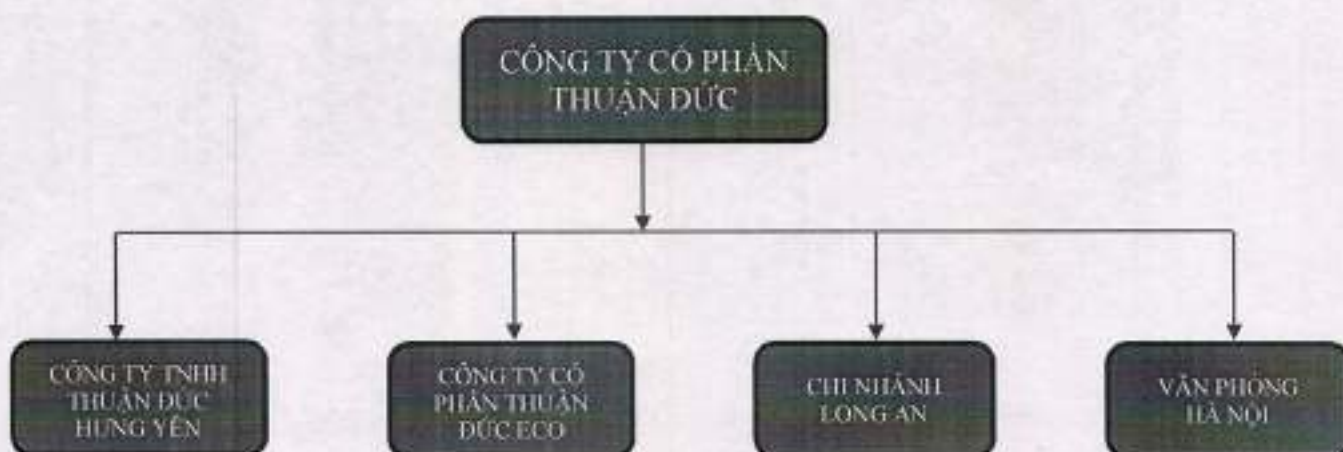 CÔNG TY CỔ PHẦN
THUẬN ĐỨC
CÔNG TY TNHH
THUẬN ĐỨC
HƯNG YÊN
CÔNG TY CỔ
PHẦN THUẬN
ĐỨC ECO
CHI NHÁNH
LONG AN
VĂN PHÒNG
HÀ NỘI